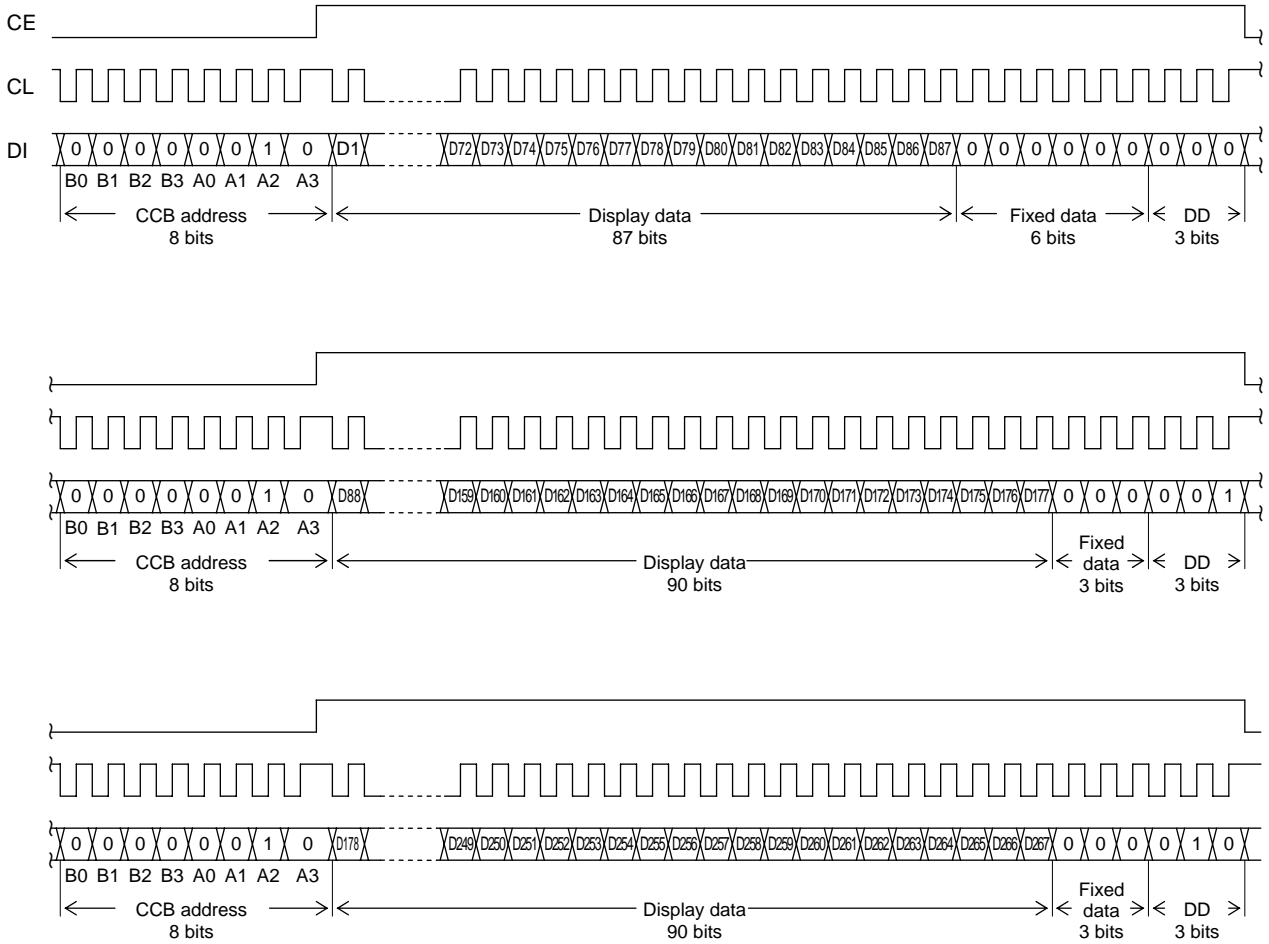 CE
CL
DI 0 0 0 0 0 0 1 0 D1 D72 D73 D74 D75 D76 D77 D78 D79 D80 D81 D82 D83 D84 D85 D86 D87 0 0 0 0 0 0 0 0 0
B0 B1 B2 B3 A0 A1 A2 A3
CCB address Display data Fixed data DD
8 bits 87 bits 6 bits 3 bits
0 0 0 0 0 0 1 0 D88 D159 D160 D161 D162 D163 D164 D165 D166 D167 D168 D169 D170 D171 D172 D173 D174 D175 D176 D177 0 0 0 0 0 1
B0 B1 B2 B3 A0 A1 A2 A3
CCB address Display data Fixed data DD
8 bits 90 bits 3 bits 3 bits
0 0 0 0 0 0 1 0 D178 D249 D250 D251 D252 D253 D254 D255 D256 D257 D258 D259 D260 D261 D262 D263 D264 D265 D266 D267 0 0 0 0 1 0
B0 B1 B2 B3 A0 A1 A2 A3
CCB address Display data Fixed data DD
8 bits 90 bits 3 bits 3 bits